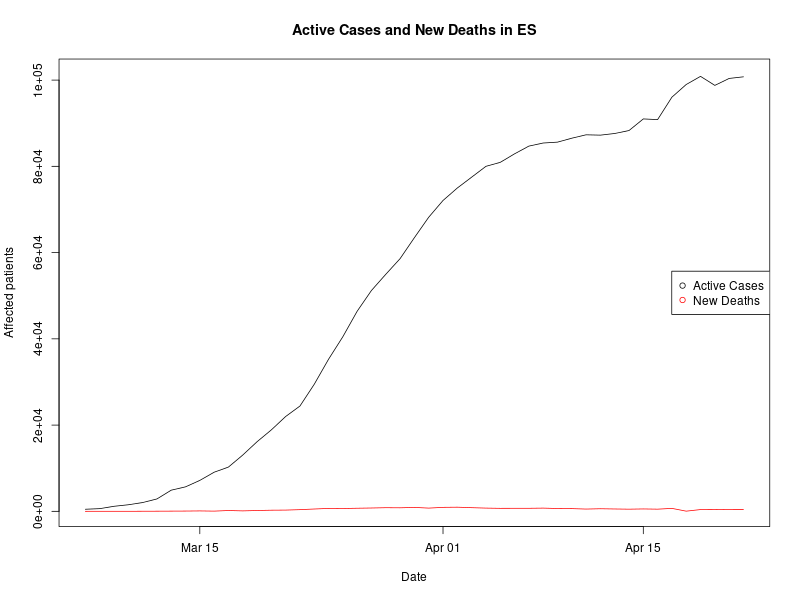 Active Cases and New Deaths in ES
Affected patients
1e+05
8e+04
6e+04
4e+04
2e+04
0e+00
Active Cases
New Deaths
Mar 15
Apr 01
Apr 15
Date